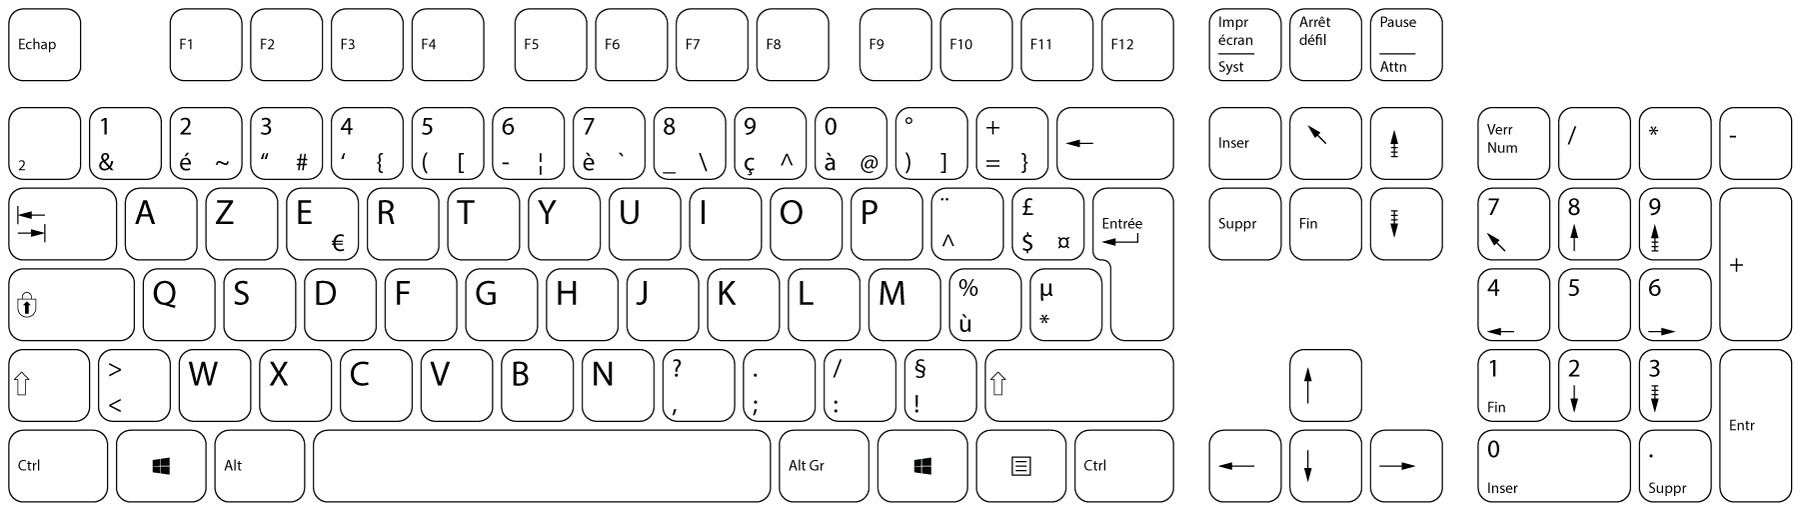 Echap F1 F2 F3 F4 F5 F6 F7 F8 F9 F10 F11 F12 Impr écran Syst Arrêt défil Pause Attn
2 1 & 2 é ~ 3 “ # 4 ‘ { 5 ( [ 6 - ¦ 7 è ` 8 _ \ 9 ç ^ 0 à @ ° ) ] + = } Inser Verr Num / * -
A Z E € R T Y U I O P ¨ ^ £ $ ¤ Entrée Suppr Fin 7 8 9 +
Q S D F G H J K L M % ù µ * 4 5 6
> < W X C V B N ? , . ; / : § ! 1 Fin 2 3 Entr
Ctrl Alt Alt Gr Ctrl 0 Inser . Suppr